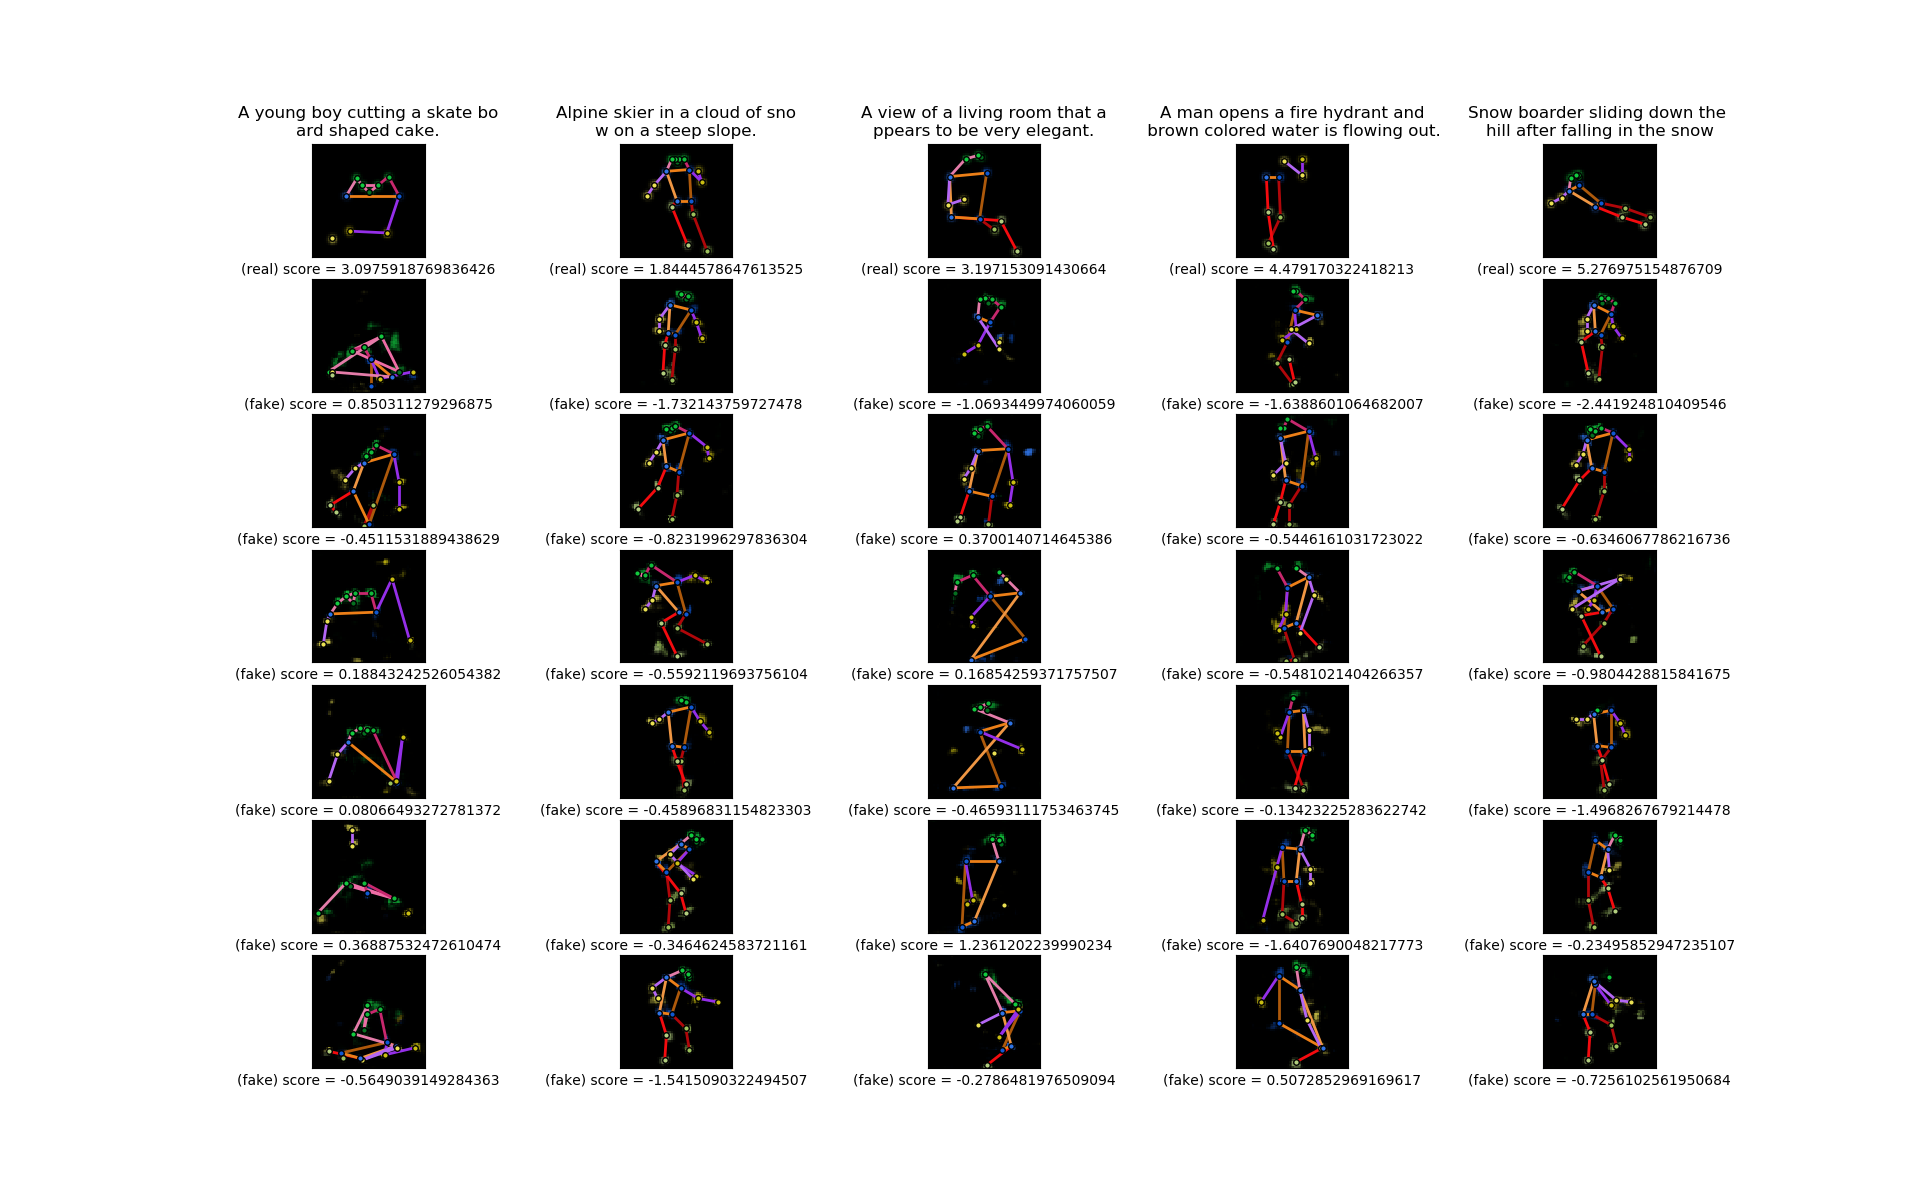 A young boy cutting a skate bo
ard shaped cake.
Alpine skier in a cloud of sno
w on a steep slope.
A view of a living room that a
ppears to be very elegant.
A man opens a fire hydrant and
brown colored water is flowing out.
Snow boarder sliding down the
hill after falling in the snow
(real) score = 3.0975918769836426
(real) score = 1.8444578647613525
(real) score = 3.197153091430664
(real) score = 4.479170322418213
(real) score = 5.276975154876709
(fake) score = 0.850311279296875
(fake) score = -1.732143759727478
(fake) score = -1.0693449974060059
(fake) score = -1.6388601064682007
(fake) score = -2.441924810409546
(fake) score = -0.4511531889438629
(fake) score = -0.8231996297836304
(fake) score = 0.3700140714645386
(fake) score = -0.5446161031723022
(fake) score = -0.6346067786216736
(fake) score = 0.18843242526054382
(fake) score = -0.5592119693756104
(fake) score = 0.16854259371757507
(fake) score = -0.5481021404266357
(fake) score = -0.9804428815841675
(fake) score = 0.08066493272781372
(fake) score = -0.45896831154823303
(fake) score = -0.46593111753463745
(fake) score = -0.13423225283622742
(fake) score = -1.4968267679214478
(fake) score = 0.36887532472610474
(fake) score = -0.3464624583721161
(fake) score = 1.2361202239990234
(fake) score = -1.6407690048217773
(fake) score = -0.23495852947235107
(fake) score = -0.5649039149284363
(fake) score = -1.5415090322494507
(fake) score = -0.2786481976509094
(fake) score = 0.5072852969169617
(fake) score = -0.7256102561950684